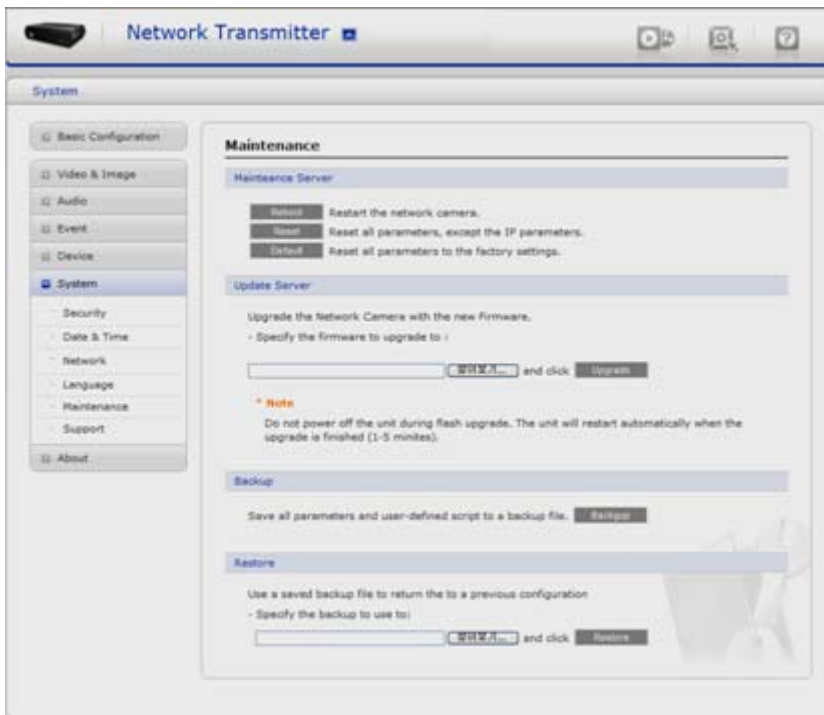 Network Transmitter
System
Basic Configuration
Video & Image
Audio
Event
Device
System
Security
Date & Time
Network
Language
Maintenance
Support
About
Maintenance
Mainteance Server
Reboot Restart the network camera.
Reset Reset all parameters, except the IP parameters.
Default Reset all parameters to the factory settings.
Update Server
Upgrade the Network Camera with the new Firmware.
- Specify the firmware to upgrade to :
찾아보기... and click Upgrade
* Note
Do not power off the unit during flash upgrade. The unit will restart automatically when the
upgrade is finished (1-5 minites).
Backup
Save all parameters and user-defined script to a backup file. Backup
Restore
Use a saved backup file to return the to a previous configuration
- Specify the backup to use to:
찾아보기... and click Restore